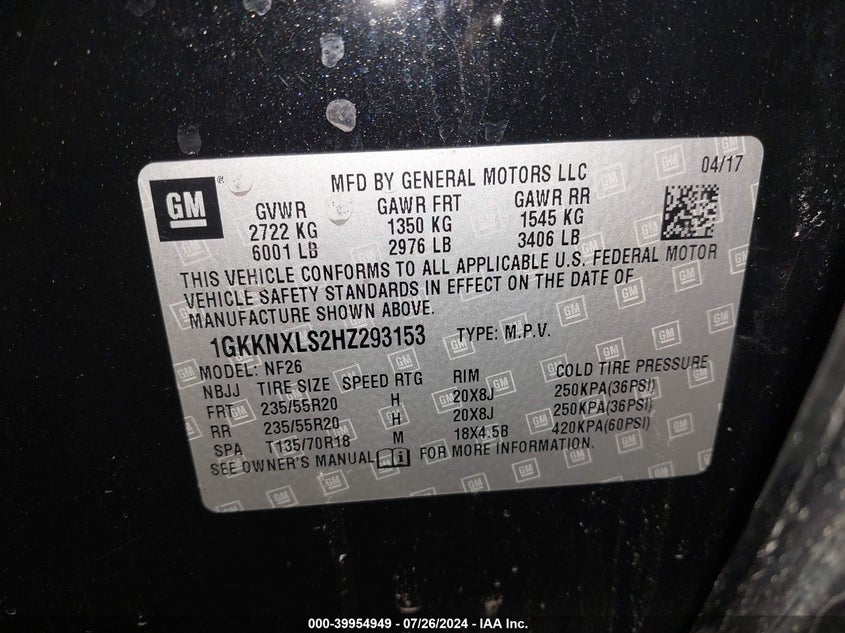 GM ® MFD BY GENERAL MOTORS LLC 04/17
GVWR GAWR FRT GAWR RR
2722 KG 1350 KG 1545 KG
6001 LB 2976 LB 3406 LB
THIS VEHICLE CONFORMS TO ALL APPLICABLE U.S. FEDERAL MOTOR
VEHICLE SAFETY STANDARDS IN EFFECT ON THE DATE OF
MANUFACTURE SHOWN ABOVE.
1GKKNXLS2HZ293153 TYPE: M.P.V.
MODEL: NF26
NBJJ TIRE SIZE SPEED RTG RIM COLD TIRE PRESSURE
FRT 235/55R20 H 20X8J 250KPA(36PSI)
RR 235/55R20 H 20X8J 250KPA(36PSI)
SPA T135/70R18 M 18X4.5B 420KPA(60PSI)
SEE OWNER'S MANUAL i FOR MORE INFORMATION.
000-39954949 - 07/26/2024 - IAA Inc.